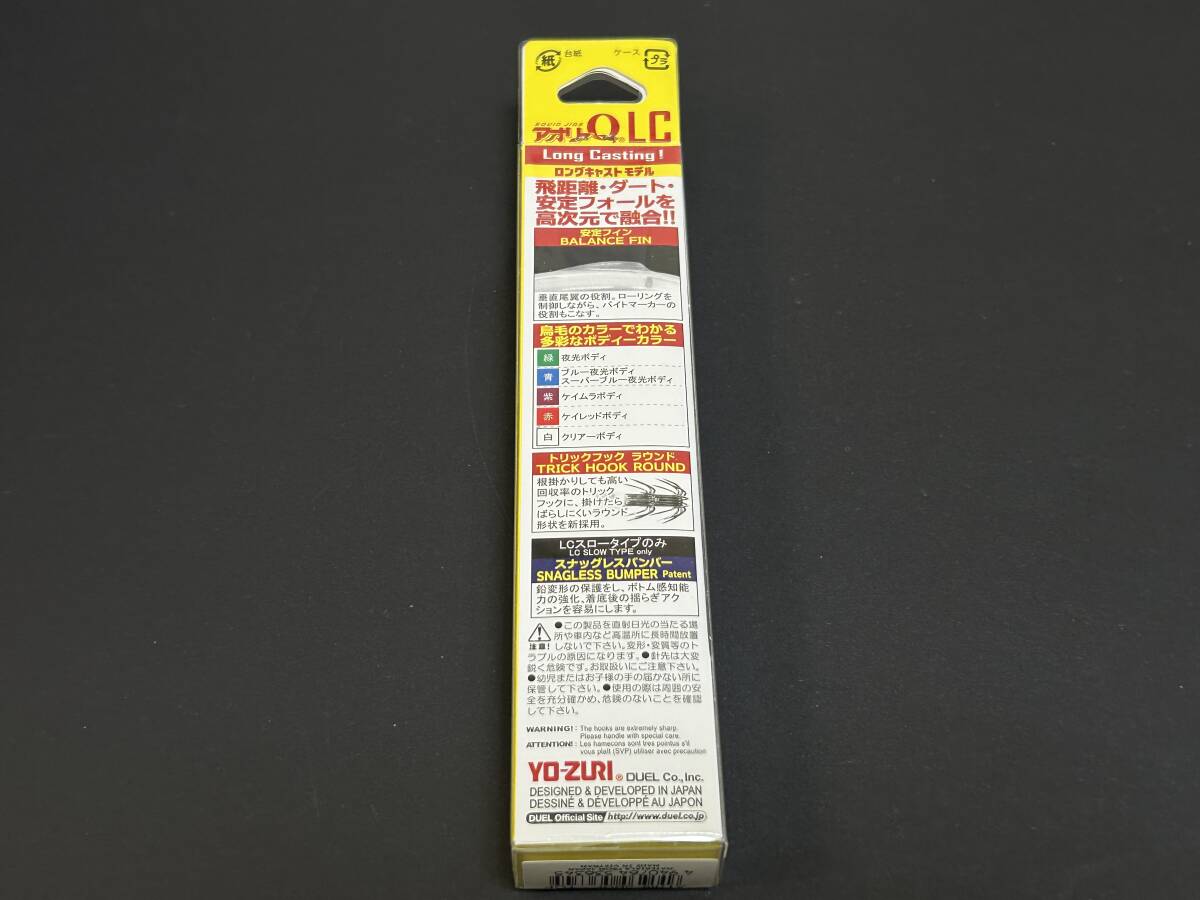 紙 台紙 ケース プラ
SQUID JIGS
アオリーQ® LC
Long Casting!
ロングキャストモデル
飛距離・ダート・
安定フォールを
高次元で融合!!
安定フィン
BALANCE FIN
垂直尾翼の役割。ローリングを
制御しながら、バイトマーカーの
役割もこなす。
鳥毛のカラーでわかる
多彩なボディーカラー
緑 夜光ボディ
青 ブルー夜光ボディ
スーパーブルー夜光ボディ
紫 ケイムラボディ
赤 ケイレッドボディ
白 クリアーボディ
トリックフック ラウンド
TRICK HOOK ROUND
根掛かりしても高い
回収率のトリック
フックに、掛けたら
ばらしにくいラウンド
形状を新採用。
LCスロータイプのみ
LC SLOW TYPE only
スナッグレスバンパー
SNAGLESS BUMPER Patent
鉛変形の保護をし、ボトム感知能
力の強化、着底後の揺らぎアク
ションを容易にします。
注意! ●この製品を直射日光の当たる場
所や車内など高温所に長時間放置
しないで下さい。変形・変質等のト
ラブルの原因になります。●針先は大変
鋭く危険です。お取扱いにご注意下さい。
●幼児またはお子様の手の届かない所に
保管して下さい。●使用の際は周囲の安
全を充分確かめ、危険のないことを確認
して下さい。
WARNING! : The hooks are extremely sharp.
Please handle with special care.
ATTENTION! : Les hamecons sont tres pointus s'il
vous plait (SVP) utiliser avec precaution
YO-ZURI® DUEL Co., Inc.
DESIGNED & DEVELOPED IN JAPAN
DESSINÉ & DÉVELOPPÉ AU JAPON
DUEL Official Site http://www.duel.co.jp